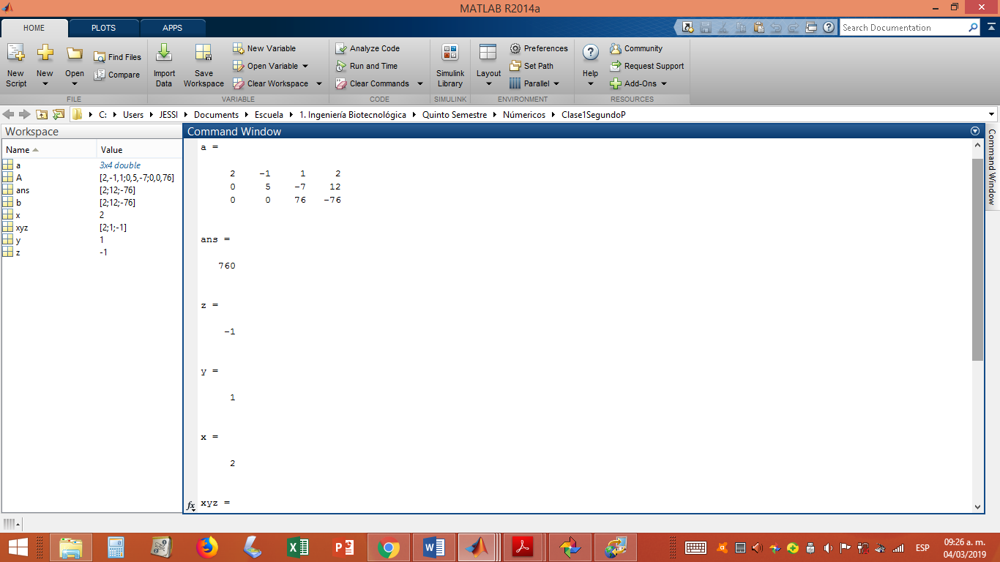 MATLAB R2014a
HOME PLOTS APPS
Search Documentation
New Script
New
Open
Find Files
Compare
Import Data
Save Workspace
New Variable
Open Variable
Clear Workspace
Analyze Code
Run and Time
Clear Commands
Simulink Library
Layout
Preferences
Set Path
Parallel
Help
Community
Request Support
Add-Ons
FILE VARIABLE CODE SIMULINK ENVIRONMENT RESOURCES
C: Users JESSI Documents Escuela 1. Ingeniería Biotecnológica Quinto Semestre Númericos Clase1SegundoP
Workspace
Name Value
a 3x4 double
A [2,-1,1;0,5,-7;0,0,76]
ans [2;12;-76]
b [2;12;-76]
x 2
xyz [2;1;-1]
y 1
z -1
Command Window
a =
2 -1 1 2
0 5 -7 12
0 0 76 -76
ans =
760
z =
-1
y =
1
x =
2
fx xyz =
Command Window
ESP
09:26 a. m.
04/03/2019